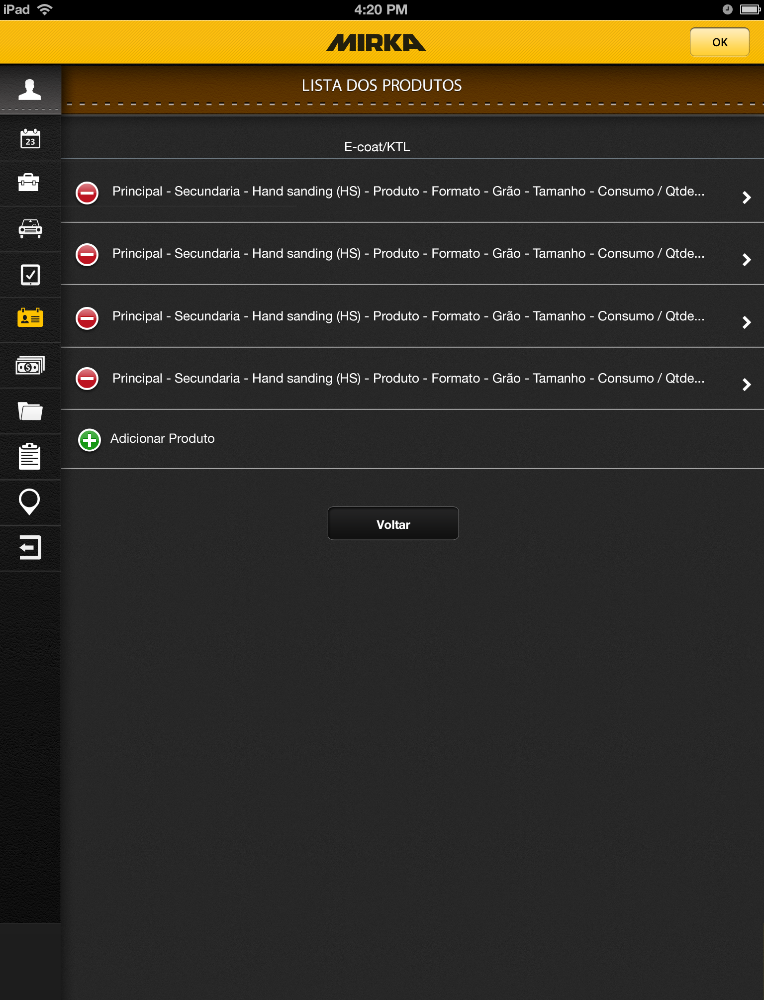 iPad
4:20 PM
MIRKA
OK
LISTA DOS PRODUTOS
23
E-coat/KTL
Principal - Secundaria - Hand sanding (HS) - Produto - Formato - Grão - Tamanho - Consumo / Qtde...
Principal - Secundaria - Hand sanding (HS) - Produto - Formato - Grão - Tamanho - Consumo / Qtde...
Principal - Secundaria - Hand sanding (HS) - Produto - Formato - Grão - Tamanho - Consumo / Qtde...
Principal - Secundaria - Hand sanding (HS) - Produto - Formato - Grão - Tamanho - Consumo / Qtde...
Adicionar Produto
Voltar